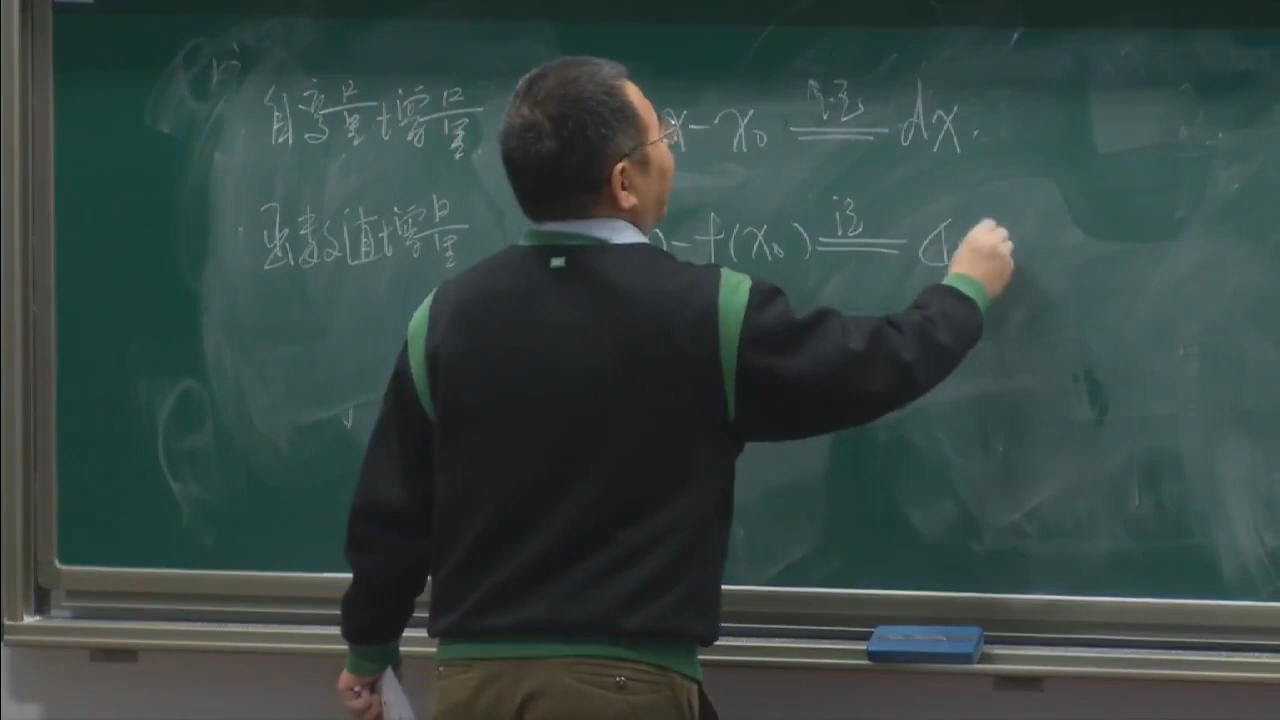 自变量增量 x-x₀ 记 dx.
函数值增量 )-f(x₀) 记 d